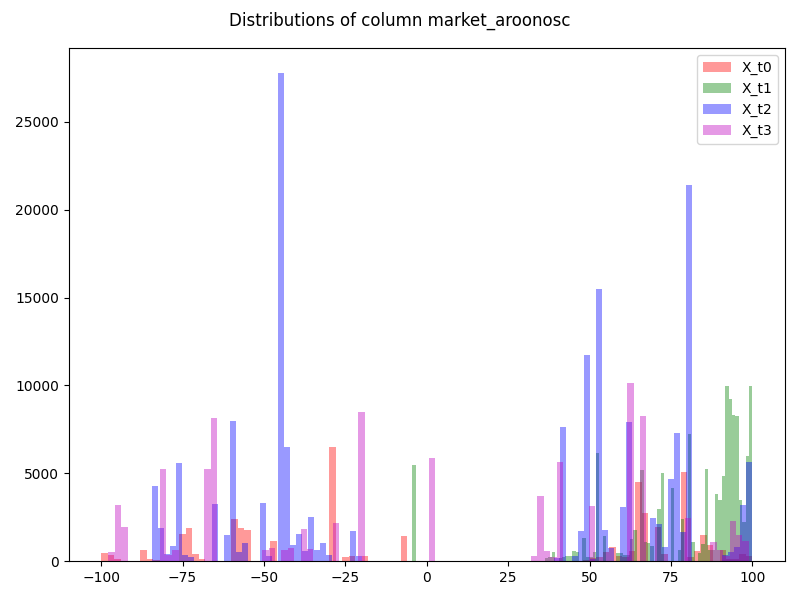 Distributions of column market_aroonosc
X_t0
X_t1
X_t2
X_t3
25000
20000
15000
10000
5000
0
−100 −75 −50 −25 0 25 50 75 100